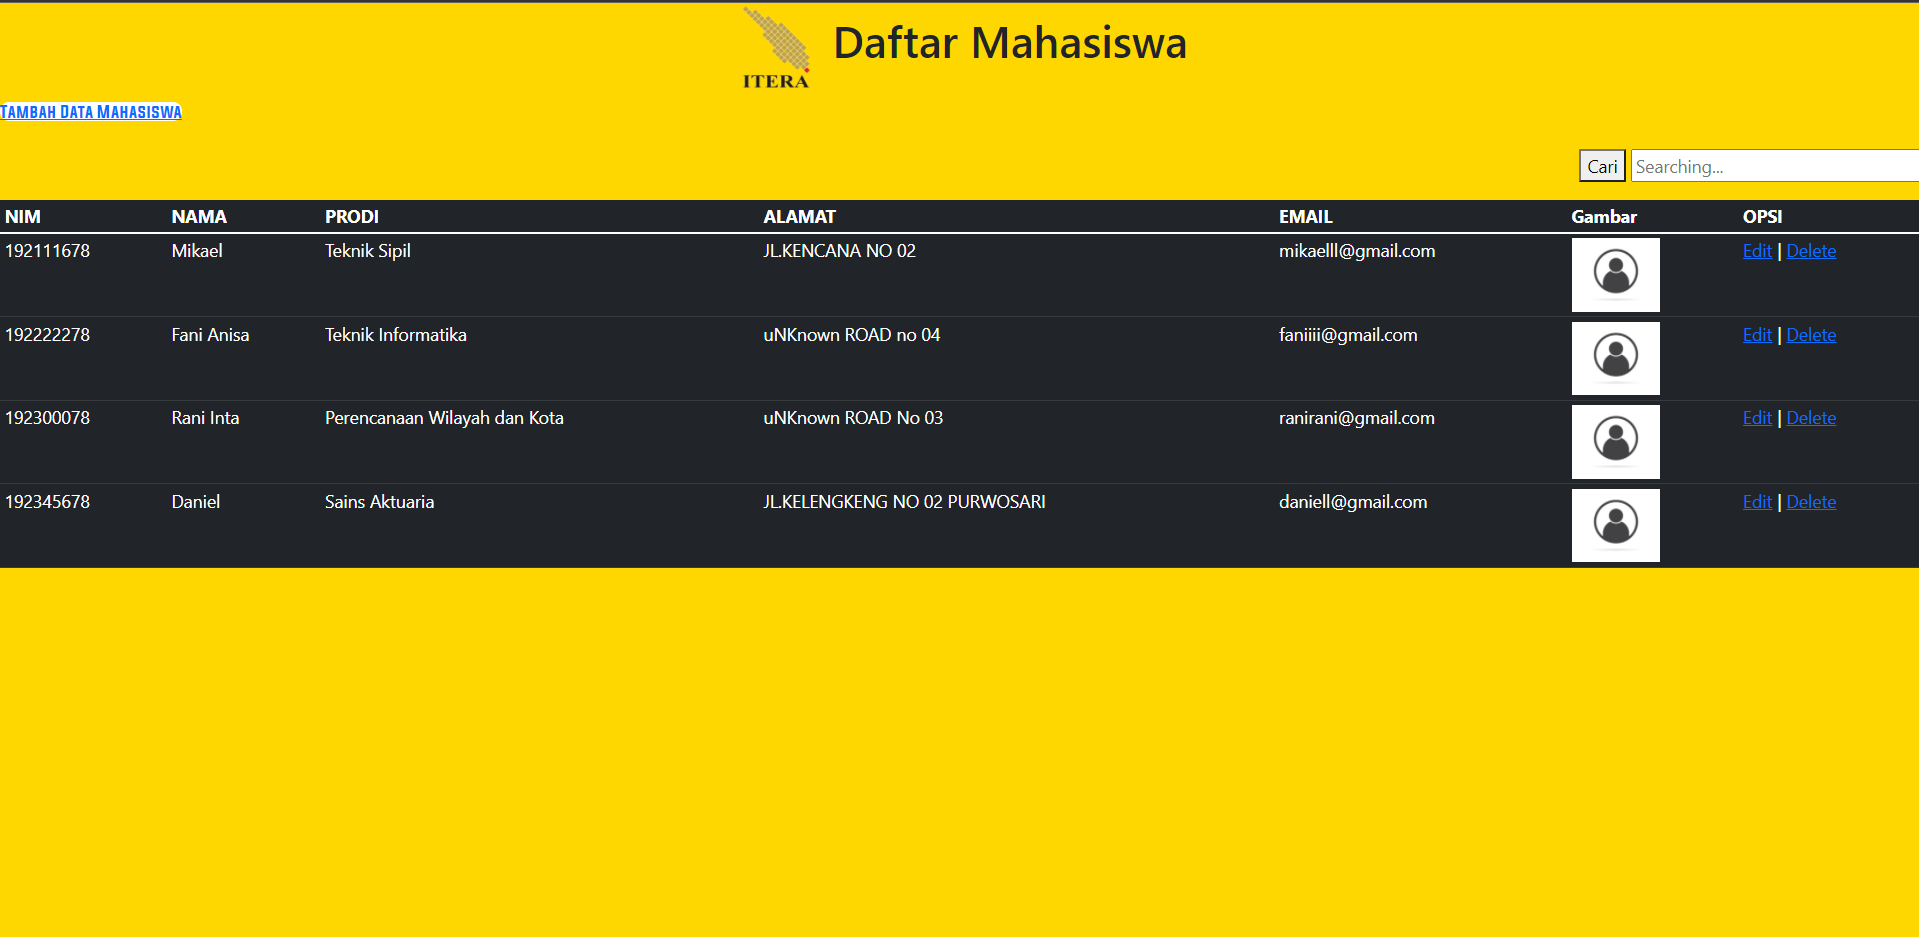 ITERA
Daftar Mahasiswa
Tambah Data Mahasiswa
Cari Searching...
NIM NAMA PRODI ALAMAT EMAIL Gambar OPSI
192111678 Mikael Teknik Sipil JL.KENCANA NO 02 mikaelll@gmail.com Edit | Delete
192222278 Fani Anisa Teknik Informatika uNKnown ROAD no 04 faniiii@gmail.com Edit | Delete
192300078 Rani Inta Perencanaan Wilayah dan Kota uNKnown ROAD No 03 ranirani@gmail.com Edit | Delete
192345678 Daniel Sains Aktuaria JL.KELENGKENG NO 02 PURWOSARI daniell@gmail.com Edit | Delete